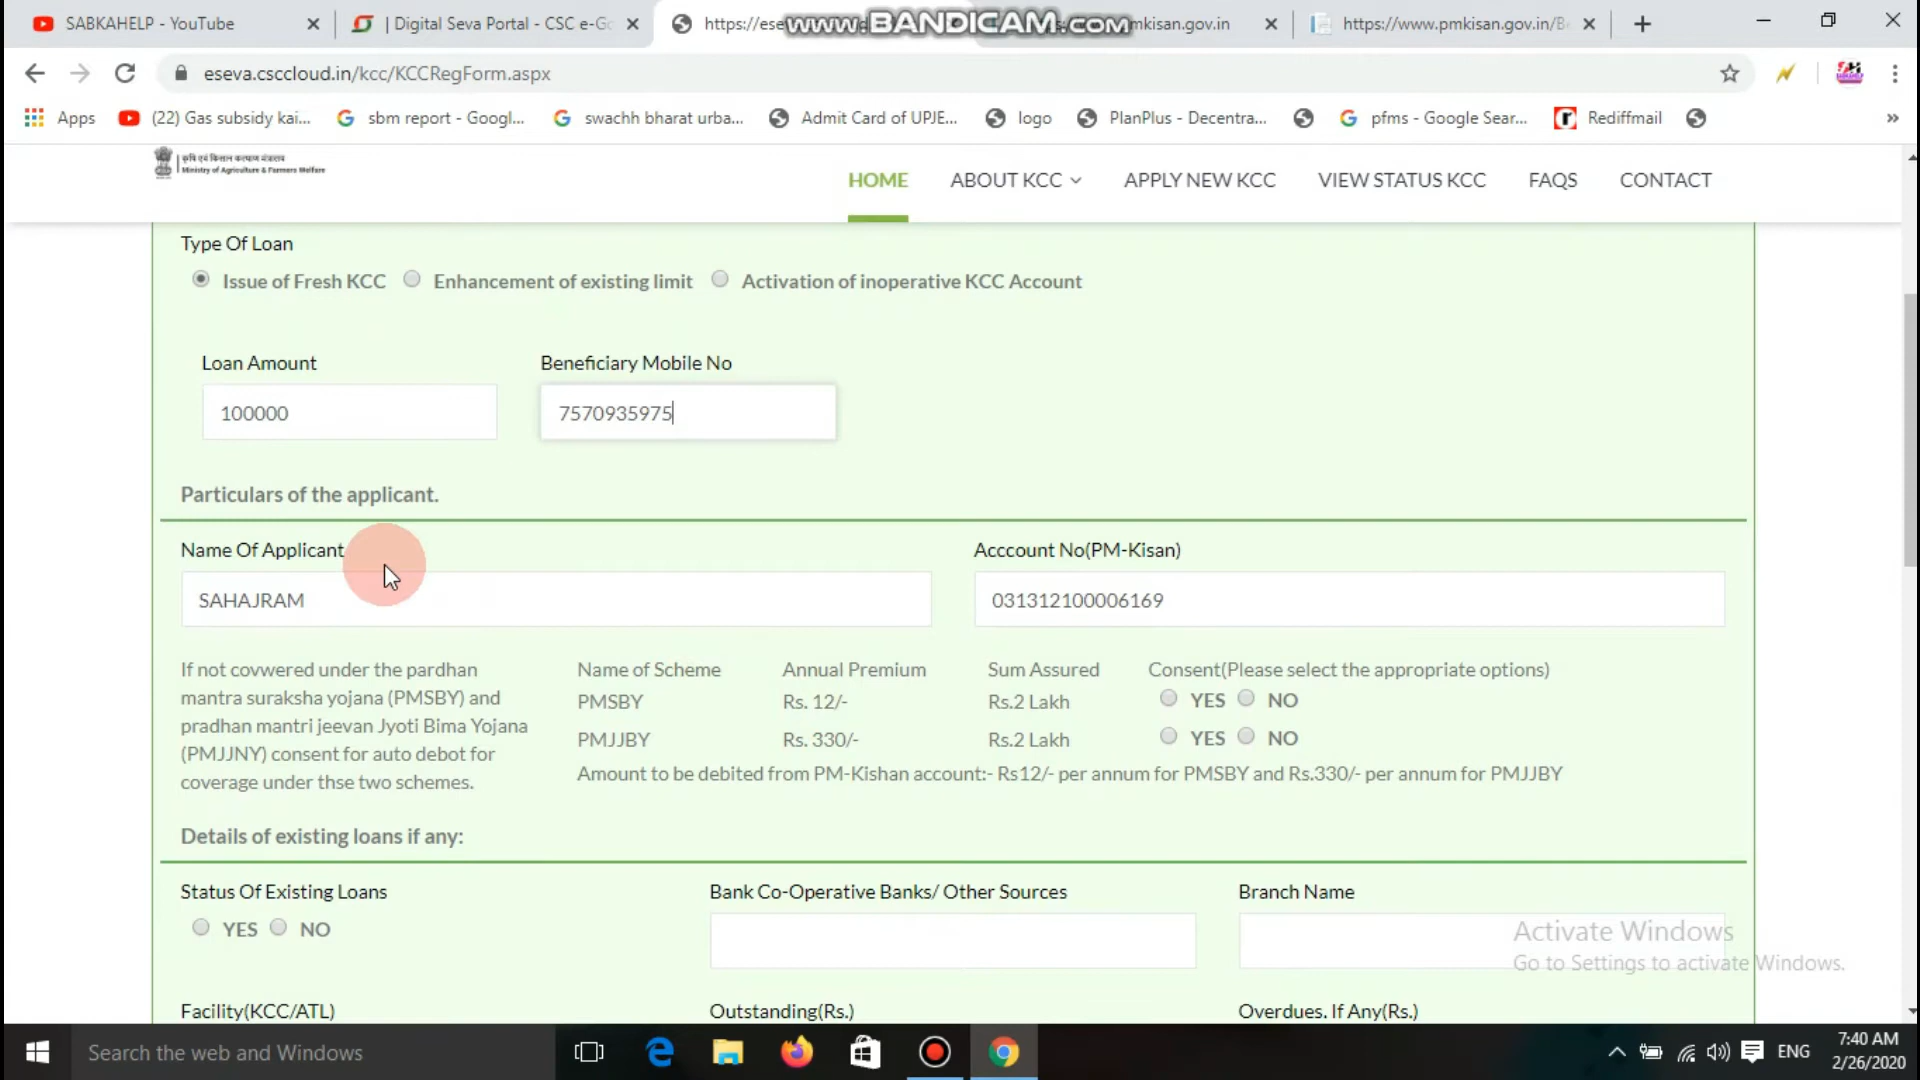 SABKAHELP - YouTube
| Digital Seva Portal - CSC e-Go
https://ese
www.BANDICAM.com
mkisan.gov.in
https://www.pmkisan.gov.in/Be
eseva.csccloud.in/kcc/KCCRegForm.aspx
Apps
(22) Gas subsidy kai...
sbm report - Googl...
swachh bharat urba...
Admit Card of UPJE...
logo
PlanPlus - Decentra...
pfms - Google Sear...
Rediffmail
»
कृषि एवं किसान कल्याण मंत्रालय
Ministry of Agriculture & Farmers Welfare
HOME
ABOUT KCC
APPLY NEW KCC
VIEW STATUS KCC
FAQS
CONTACT
Type Of Loan
Issue of Fresh KCC
Enhancement of existing limit
Activation of inoperative KCC Account
Loan Amount
Beneficiary Mobile No
100000
7570935975
Particulars of the applicant.
Name Of Applicant
Acccount No(PM-Kisan)
SAHAJRAM
031312100006169
If not covwered under the pardhan
mantra suraksha yojana (PMSBY) and
pradhan mantri jeevan Jyoti Bima Yojana
(PMJJNY) consent for auto debot for
coverage under thse two schemes.
Name of Scheme
Annual Premium
Sum Assured
Consent(Please select the appropriate options)
PMSBY
Rs. 12/-
Rs.2 Lakh
YES
NO
PMJJBY
Rs. 330/-
Rs.2 Lakh
YES
NO
Amount to be debited from PM-Kishan account:- Rs12/- per annum for PMSBY and Rs.330/- per annum for PMJJBY
Details of existing loans if any:
Status Of Existing Loans
Bank Co-Operative Banks/ Other Sources
Branch Name
YES
NO
Activate Windows
Go to Settings to activate Windows.
Facility(KCC/ATL)
Outstanding(Rs.)
Overdues. If Any(Rs.)
Search the web and Windows
ENG
7:40 AM
2/26/2020